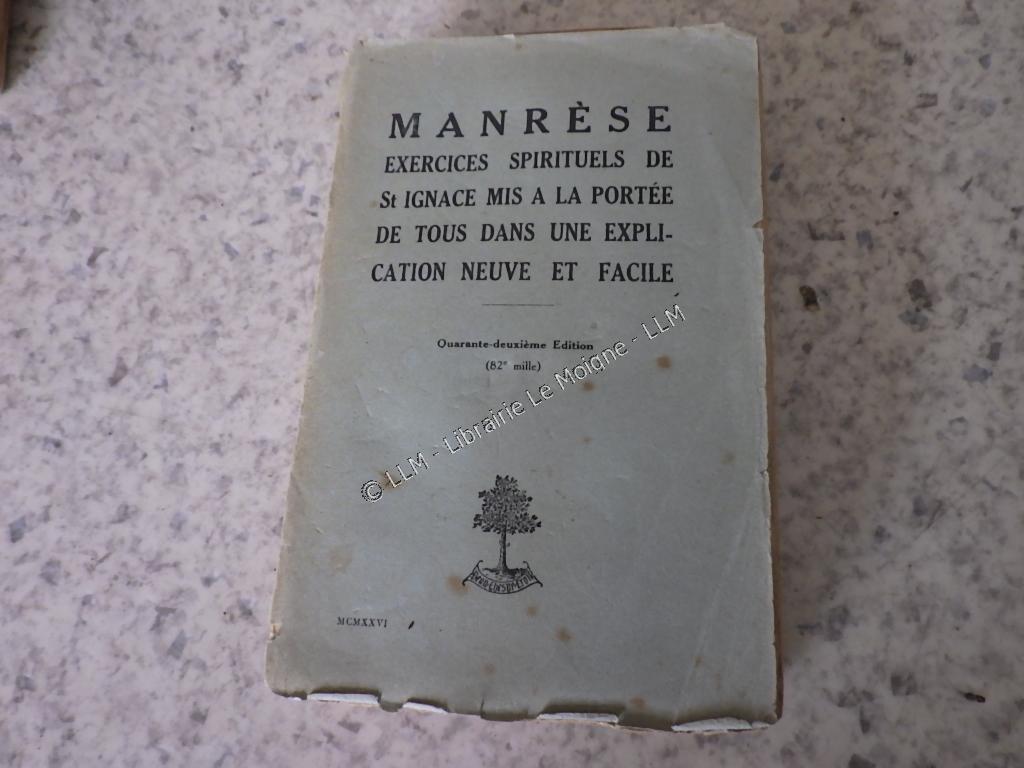 MANRÈSE
EXERCICES SPIRITUELS DE
St IGNACE MIS A LA PORTÉE
DE TOUS DANS UNE EXPLI-
CATION NEUVE ET FACILE
Quarante-deuxième Edition
(82e mille)
© LLM - Librairie Le Moigne - LLM
MCMXXVI